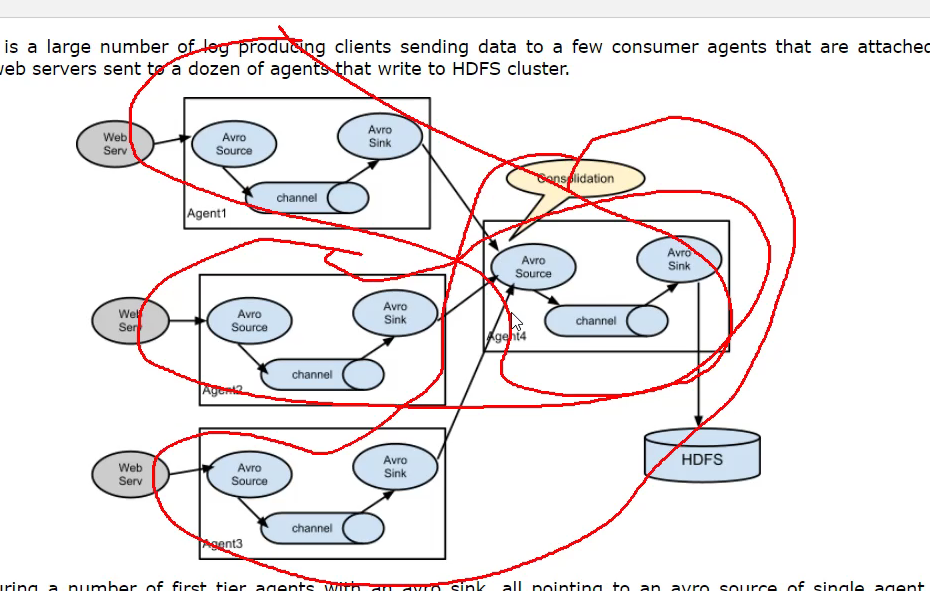 is a large number of log producing clients sending data to a few consumer agents that are attached
web servers sent to a dozen of agents that write to HDFS cluster.
Web
Serv
Avro
Source
Avro
Sink
channel
Agent1
Consolidation
Avro
Source
Avro
Sink
channel
Agent4
Web
Serv
Avro
Source
Avro
Sink
channel
Agent2
HDFS
Web
Serv
Avro
Source
Avro
Sink
channel
Agent3
uring a number of first tier agents with an avro sink, all pointing to an avro source of single agent